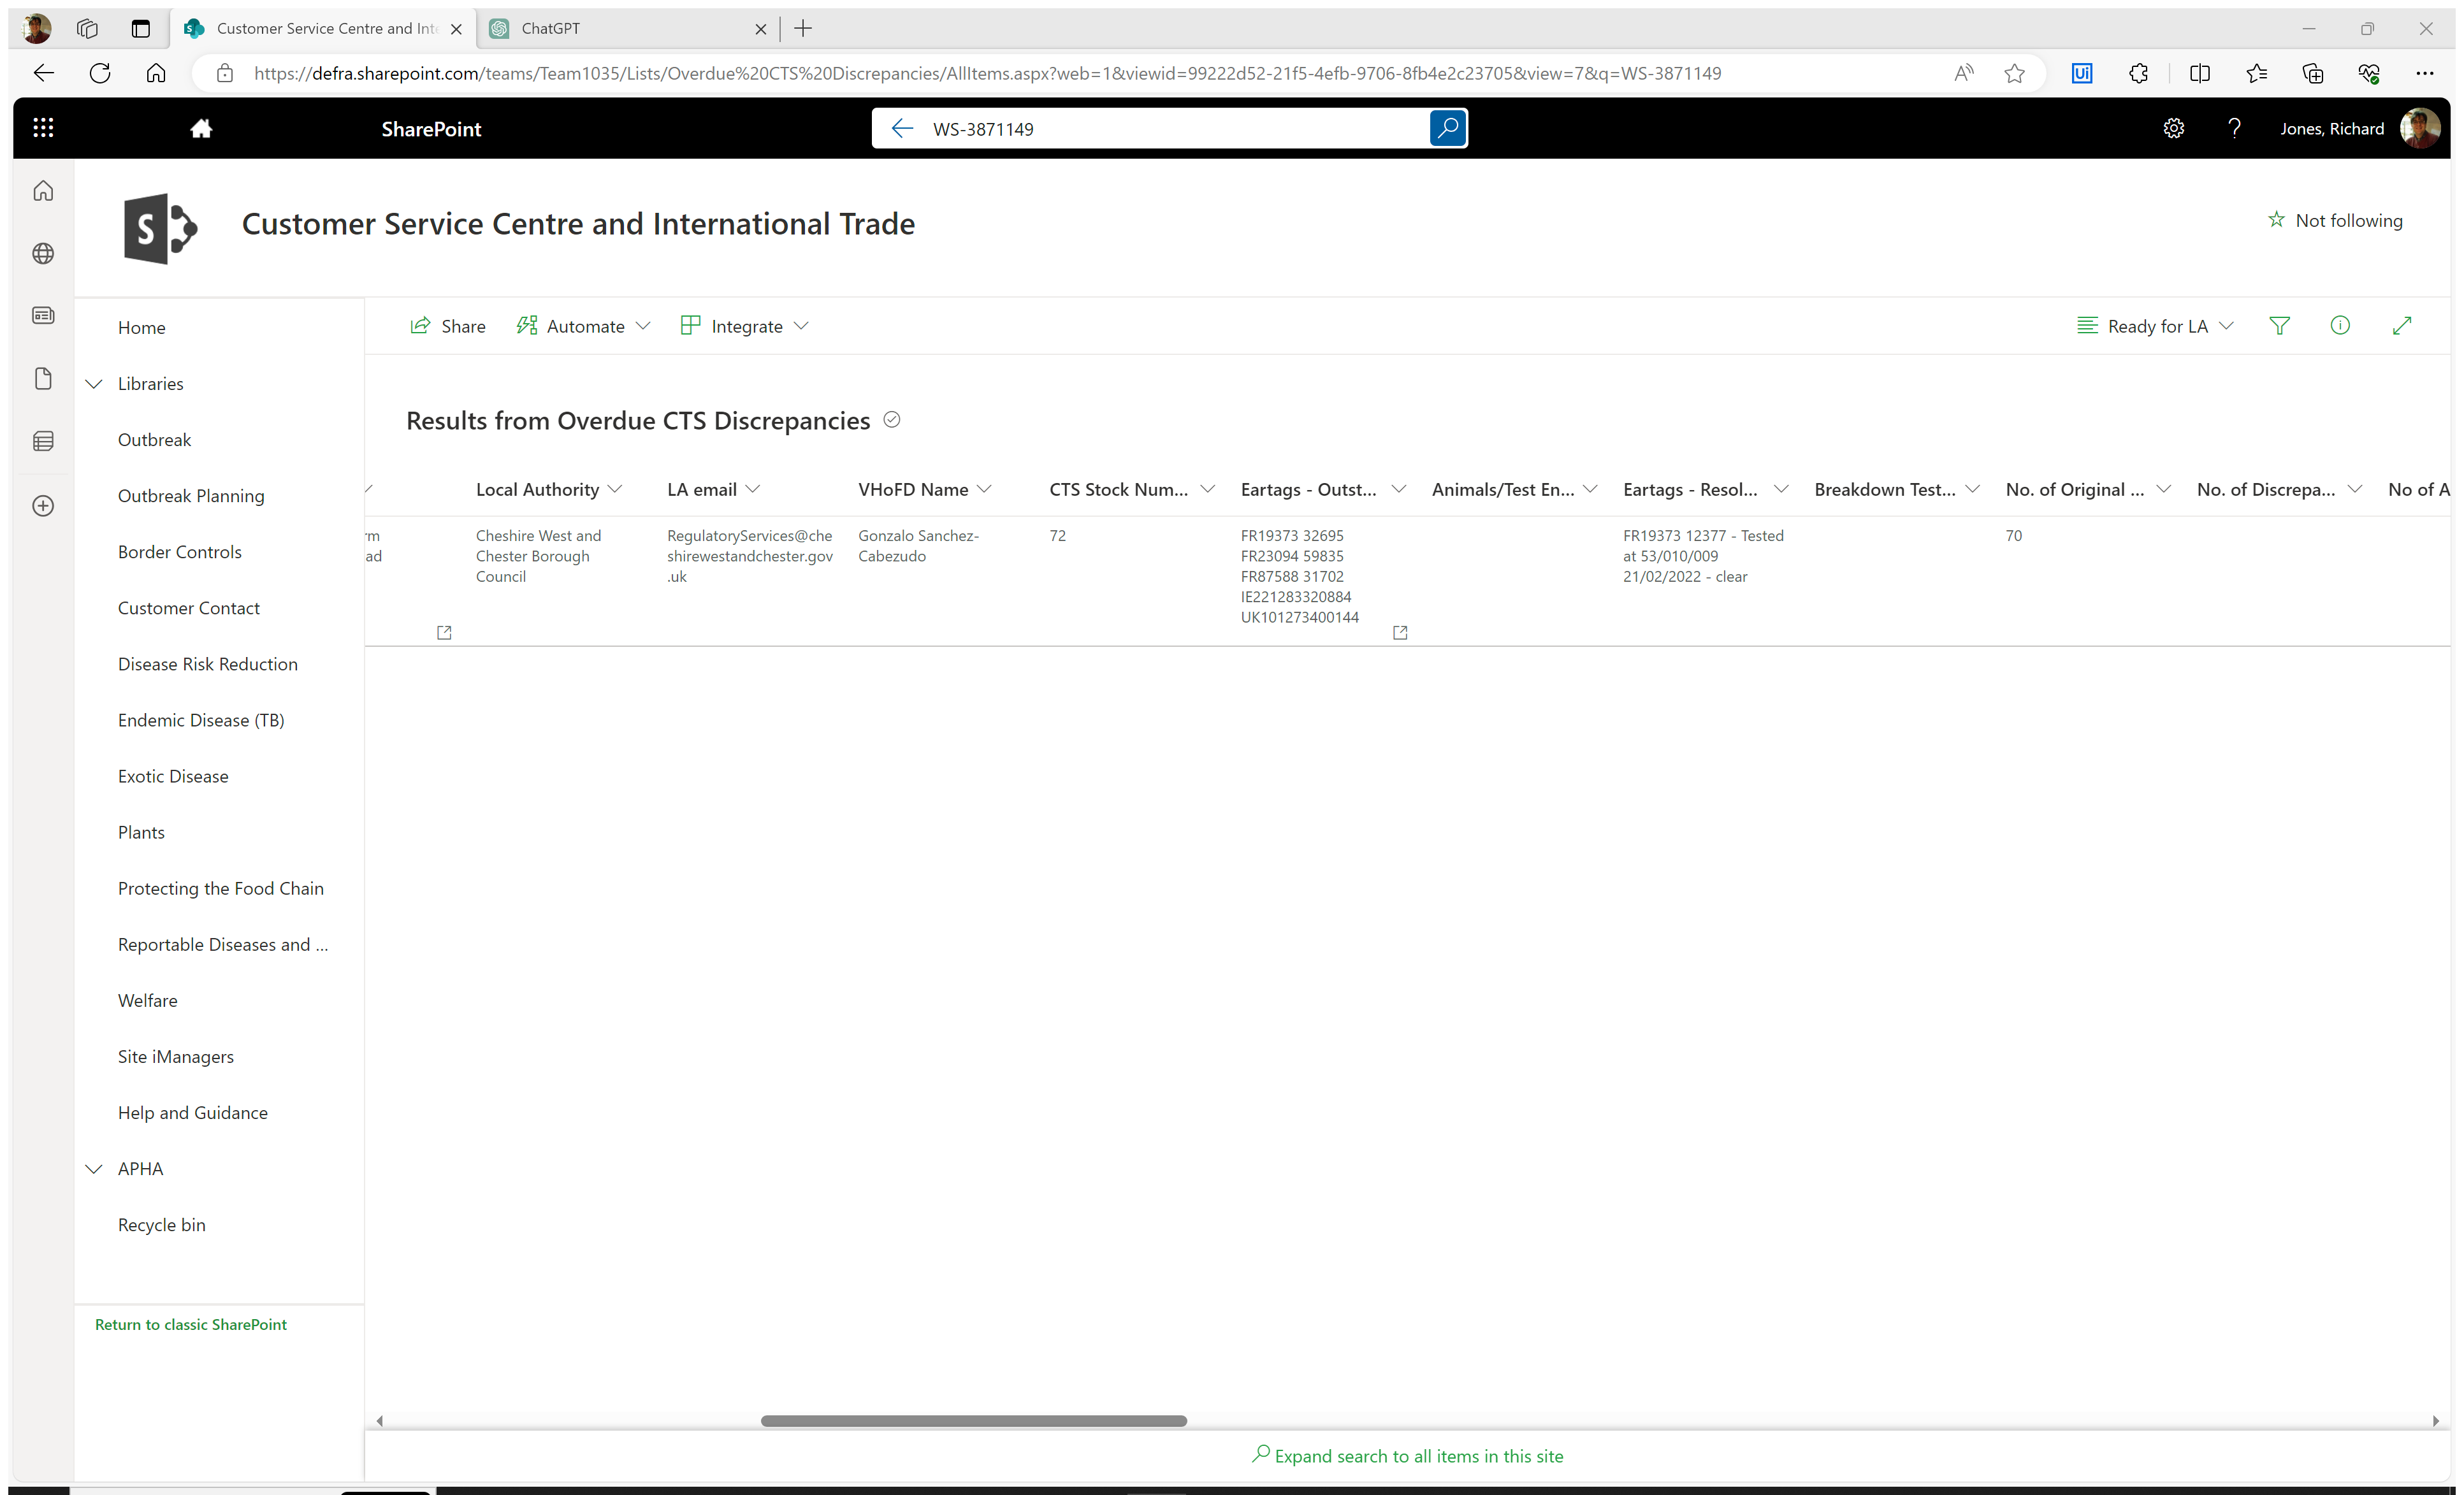 Customer Service Centre and Inte
ChatGPT
https://defra.sharepoint.com/teams/Team1035/Lists/Overdue%20CTS%20Discrepancies/AllItems.aspx?web=1&viewid=99222d52-21f5-4efb-9706-8fb4e2c23705&view=7&q=WS-3871149
SharePoint
WS-3871149
Jones, Richard
Customer Service Centre and International Trade
Not following
Home
Libraries
Outbreak
Outbreak Planning
Border Controls
Customer Contact
Disease Risk Reduction
Endemic Disease (TB)
Exotic Disease
Plants
Protecting the Food Chain
Reportable Diseases and ...
Welfare
Site iManagers
Help and Guidance
APHA
Recycle bin
Return to classic SharePoint
Share
Automate
Integrate
Ready for LA
Results from Overdue CTS Discrepancies
Local Authority
LA email
VHoFD Name
CTS Stock Num...
Eartags - Outst...
Animals/Test En...
Eartags - Resol...
Breakdown Test...
No. of Original ...
No. of Discrepa...
No of A
rm
ad
Cheshire West and
Chester Borough
Council
RegulatoryServices@che
shirewestandchester.gov
.uk
Gonzalo Sanchez-
Cabezudo
72
FR19373 32695
FR23094 59835
FR87588 31702
IE221283320884
UK101273400144
FR19373 12377 - Tested
at 53/010/009
21/02/2022 - clear
70
Expand search to all items in this site